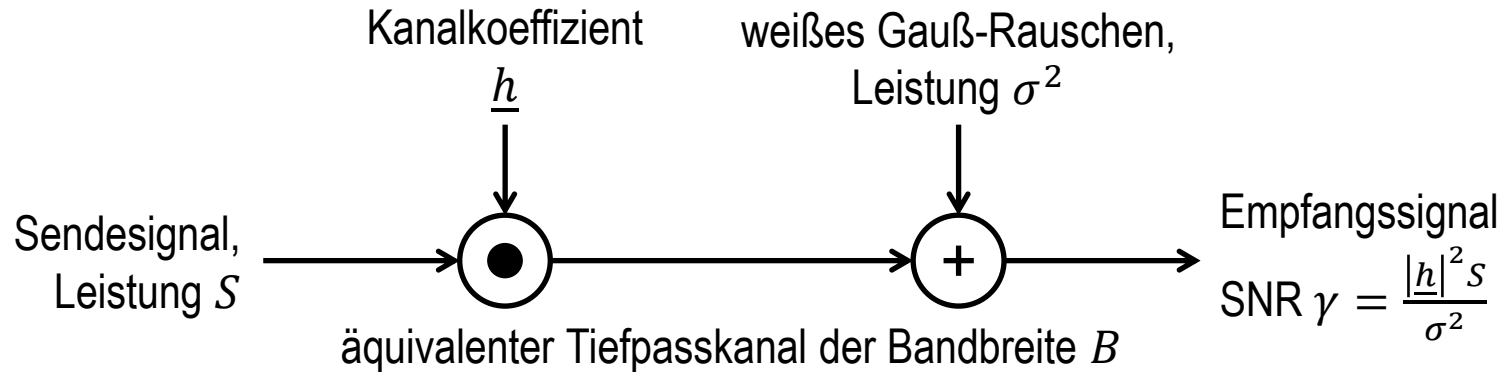 Kanalkoeffizient
h
weißes Gauß-Rauschen,
Leistung σ²
Sendesignal,
Leistung S
+
Empfangssignal
SNR γ = |h|²S / σ²
äquivalenter Tiefpasskanal der Bandbreite B